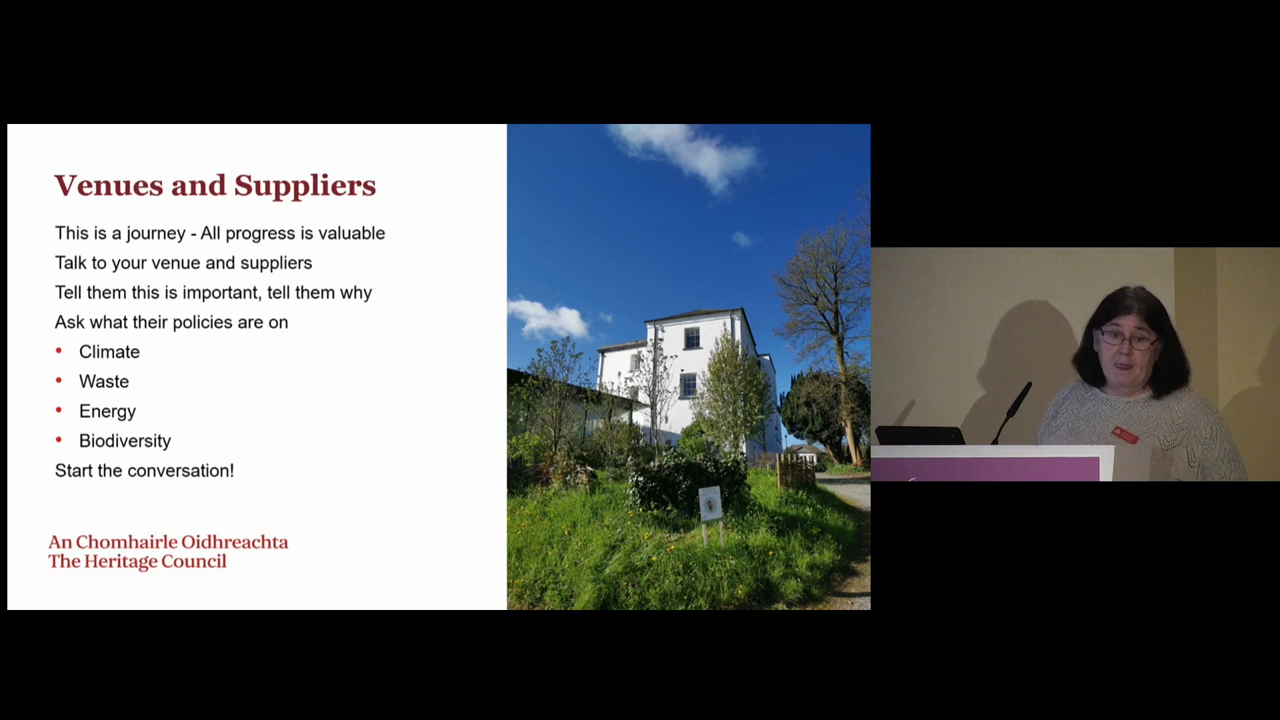 Venues and Suppliers
This is a journey - All progress is valuable
Talk to your venue and suppliers
Tell them this is important, tell them why
Ask what their policies are on
• Climate
• Waste
• Energy
• Biodiversity
Start the conversation!
An Chomhairle Oidhreachta
The Heritage Council